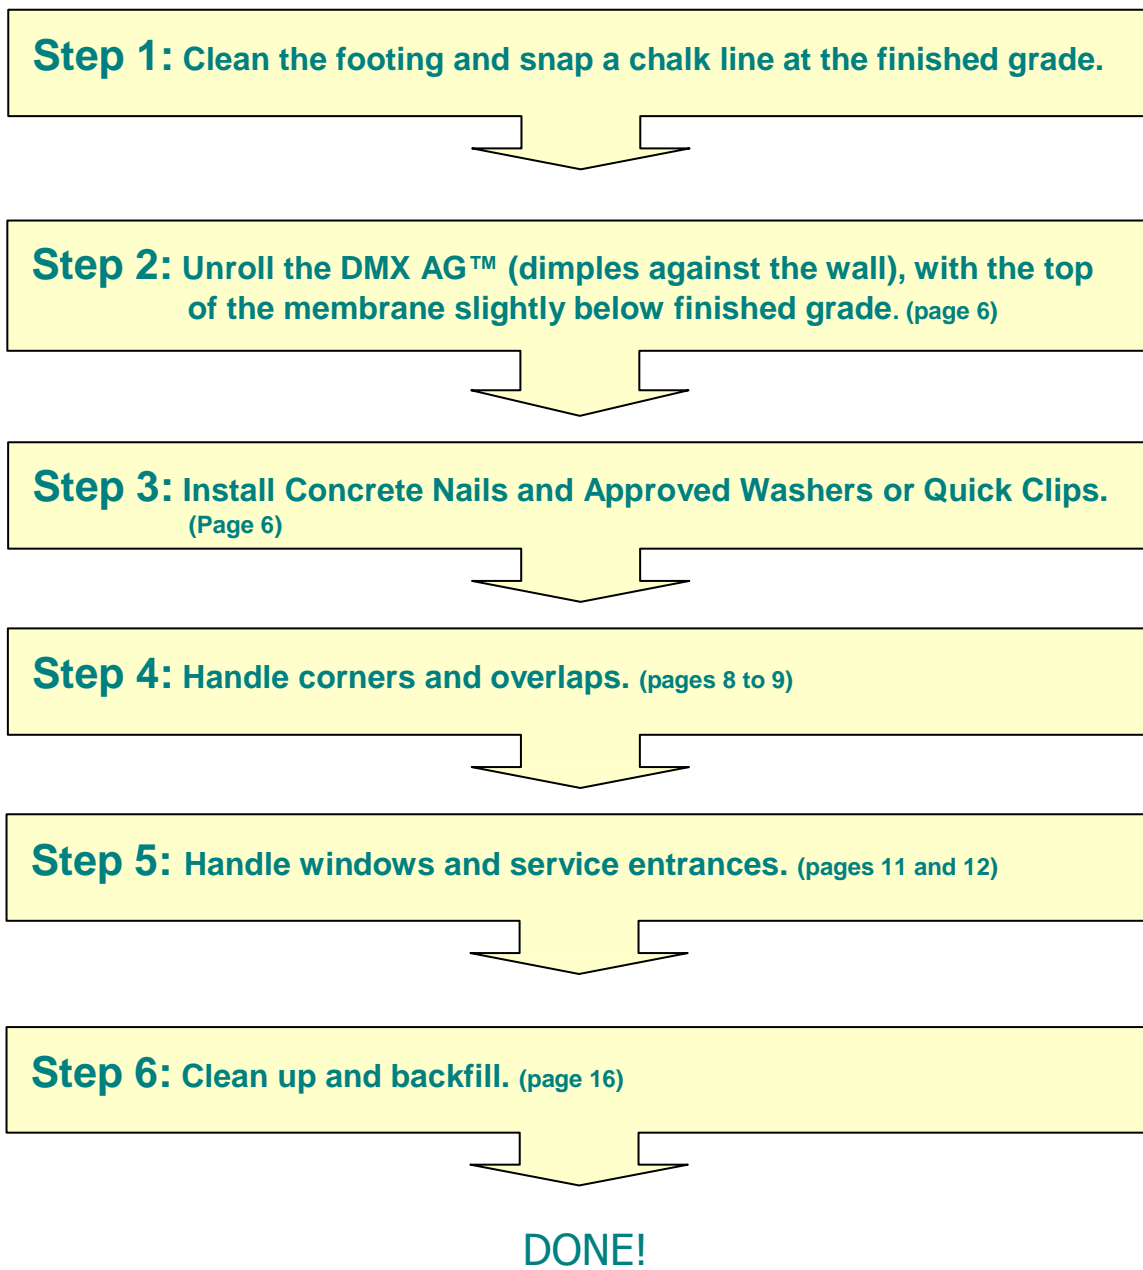 Step 1: Clean the footing and snap a chalk line at the finished grade.
Step 2: Unroll the DMX AG™ (dimples against the wall), with the top
of the membrane slightly below finished grade. (page 6)
Step 3: Install Concrete Nails and Approved Washers or Quick Clips.
(Page 6)
Step 4: Handle corners and overlaps. (pages 8 to 9)
Step 5: Handle windows and service entrances. (pages 11 and 12)
Step 6: Clean up and backfill. (page 16)
DONE!